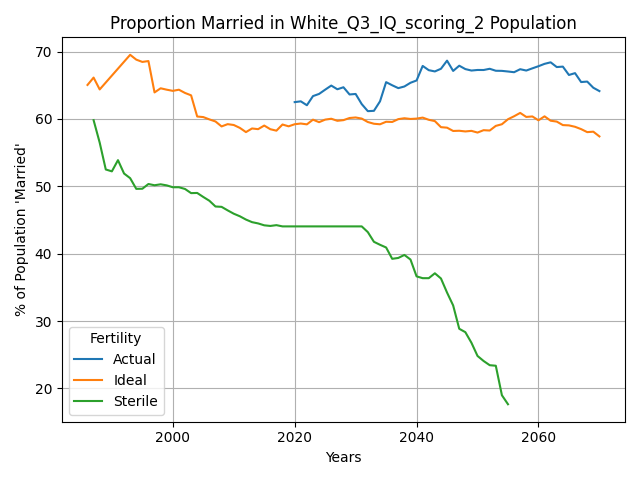 Proportion Married in White_Q3_IQ_scoring_2 Population
% of Population 'Married'
70
60
50
40
30
20
Fertility
Actual
Ideal
Sterile
2000
2020
2040
2060
Years